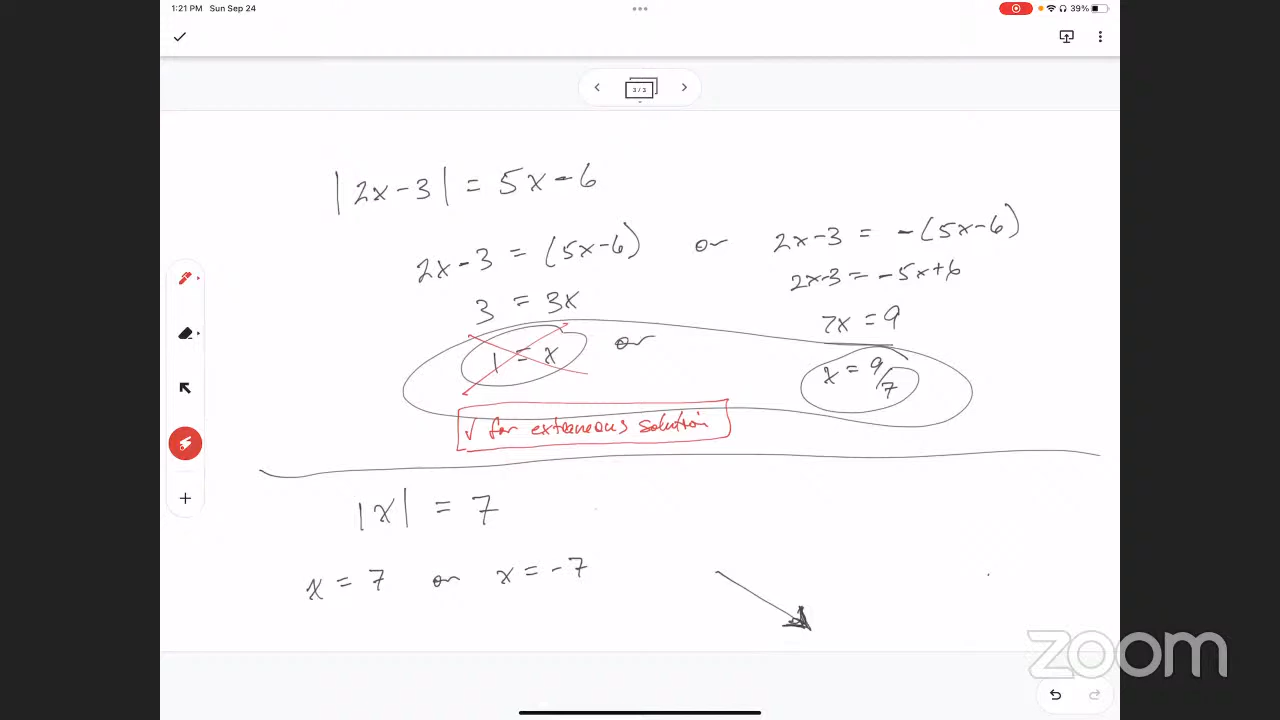 1:21 PM Sun Sep 24
39%
3 / 3
|2x-3| = 5x-6
2x-3 = (5x-6) or 2x-3 = -(5x-6)
2x-3 = -5x+6
3 = 3x
7x = 9
1 = x or x = 9/7
√ for extraneous solution
|x| = 7
x = 7 or x = -7
zoom